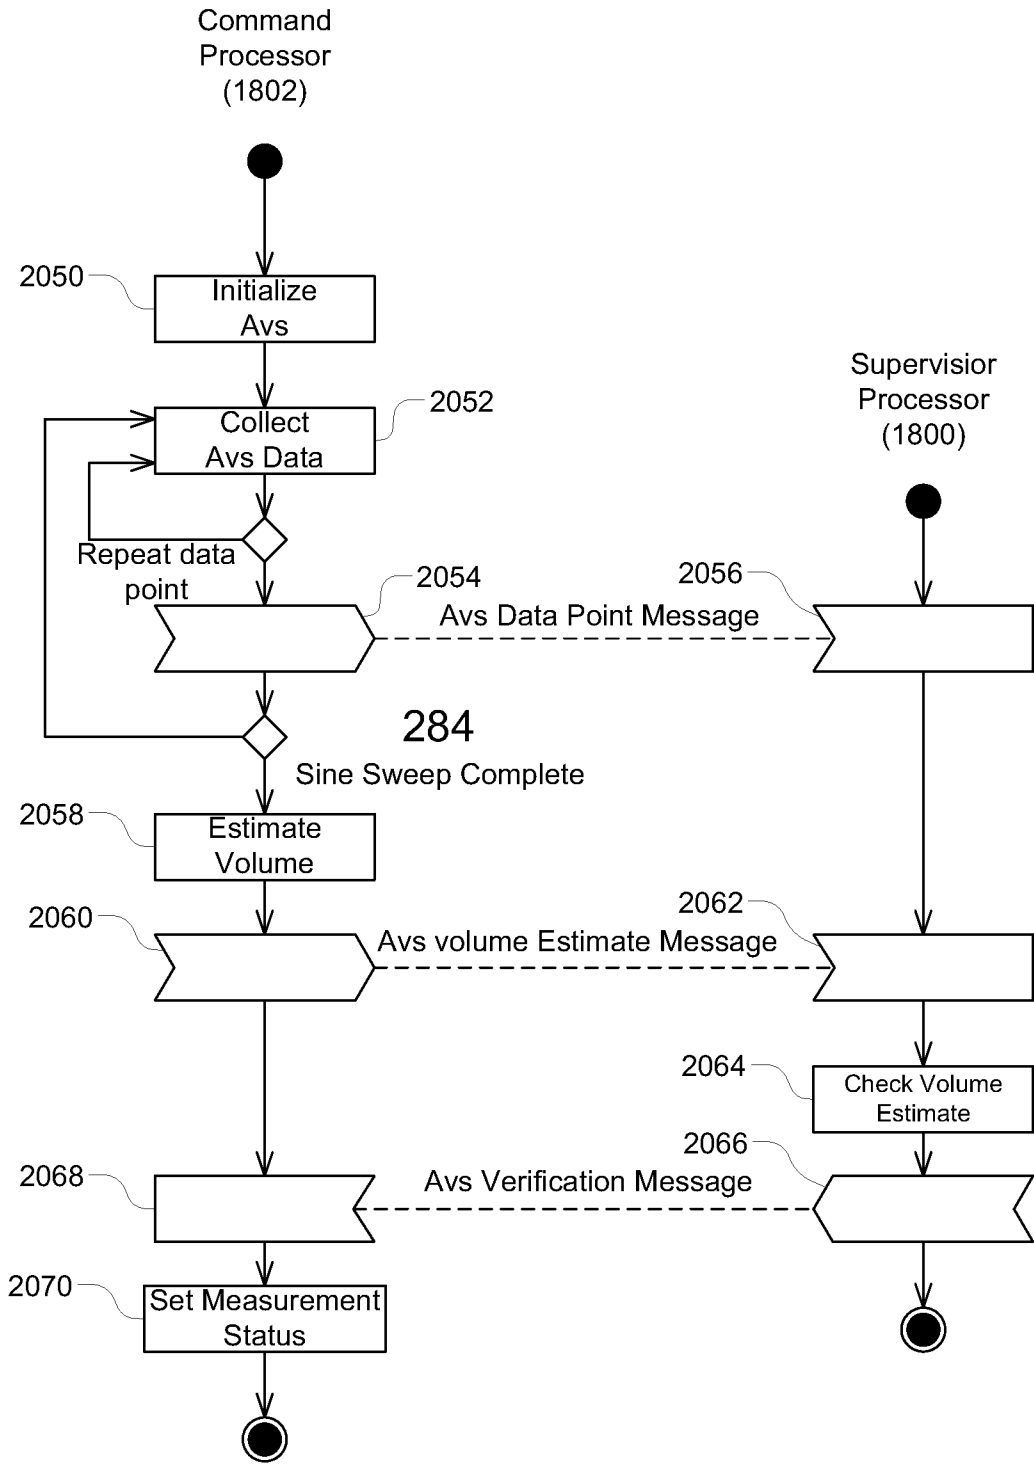 Command
Processor
(1802)
2050
Initialize
Avs
Supervisior
Processor
(1800)
2052
Collect
Avs Data
Repeat data
point
2054
Avs Data Point Message
2056
284
Sine Sweep Complete
2058
Estimate
Volume
2060
Avs volume Estimate Message
2062
2064
Check Volume
Estimate
2066
2068
Avs Verification Message
2070
Set Measurement
Status